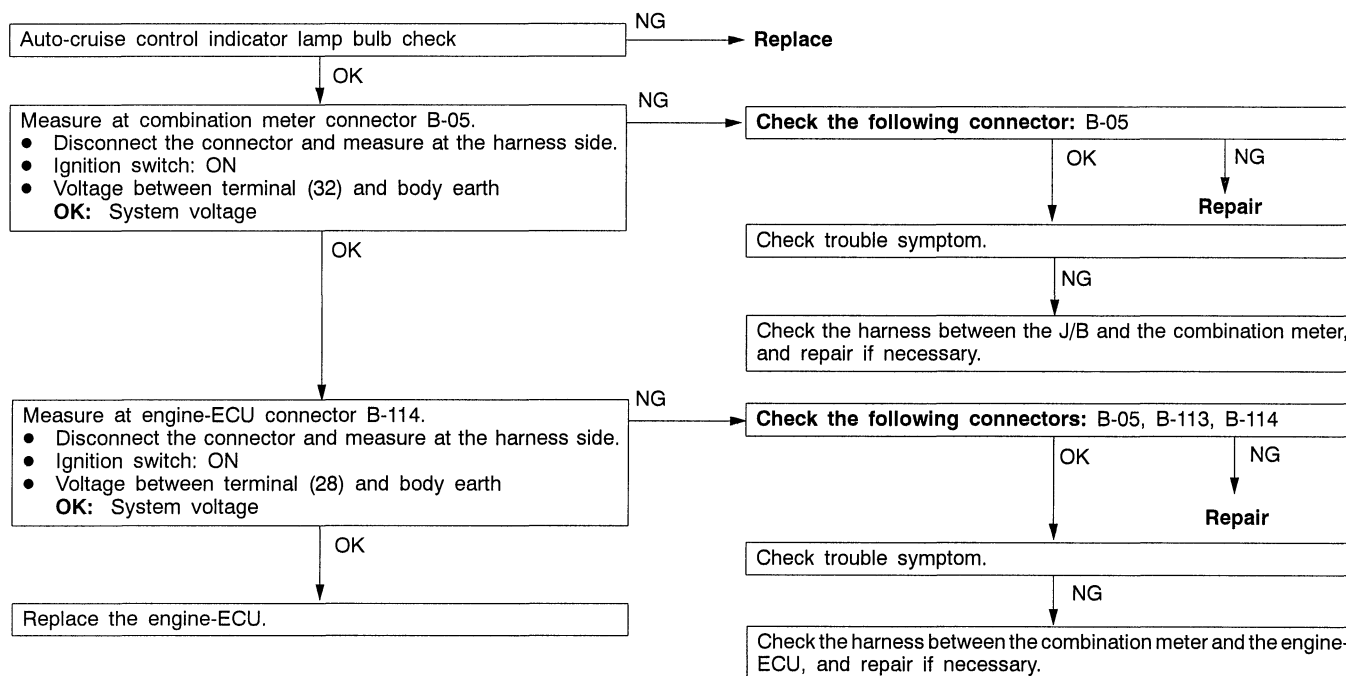 Auto-cruise control indicator lamp bulb check
NG
Replace
OK
Measure at combination meter connector B-05.
● Disconnect the connector and measure at the harness side.
● Ignition switch: ON
● Voltage between terminal (32) and body earth
OK: System voltage
NG
Check the following connector: B-05
OK
NG
Repair
Check trouble symptom.
NG
Check the harness between the J/B and the combination meter,
and repair if necessary.
OK
Measure at engine-ECU connector B-114.
● Disconnect the connector and measure at the harness side.
● Ignition switch: ON
● Voltage between terminal (28) and body earth
OK: System voltage
NG
Check the following connectors: B-05, B-113, B-114
OK
NG
Repair
Check trouble symptom.
NG
Check the harness between the combination meter and the engine-
ECU, and repair if necessary.
OK
Replace the engine-ECU.